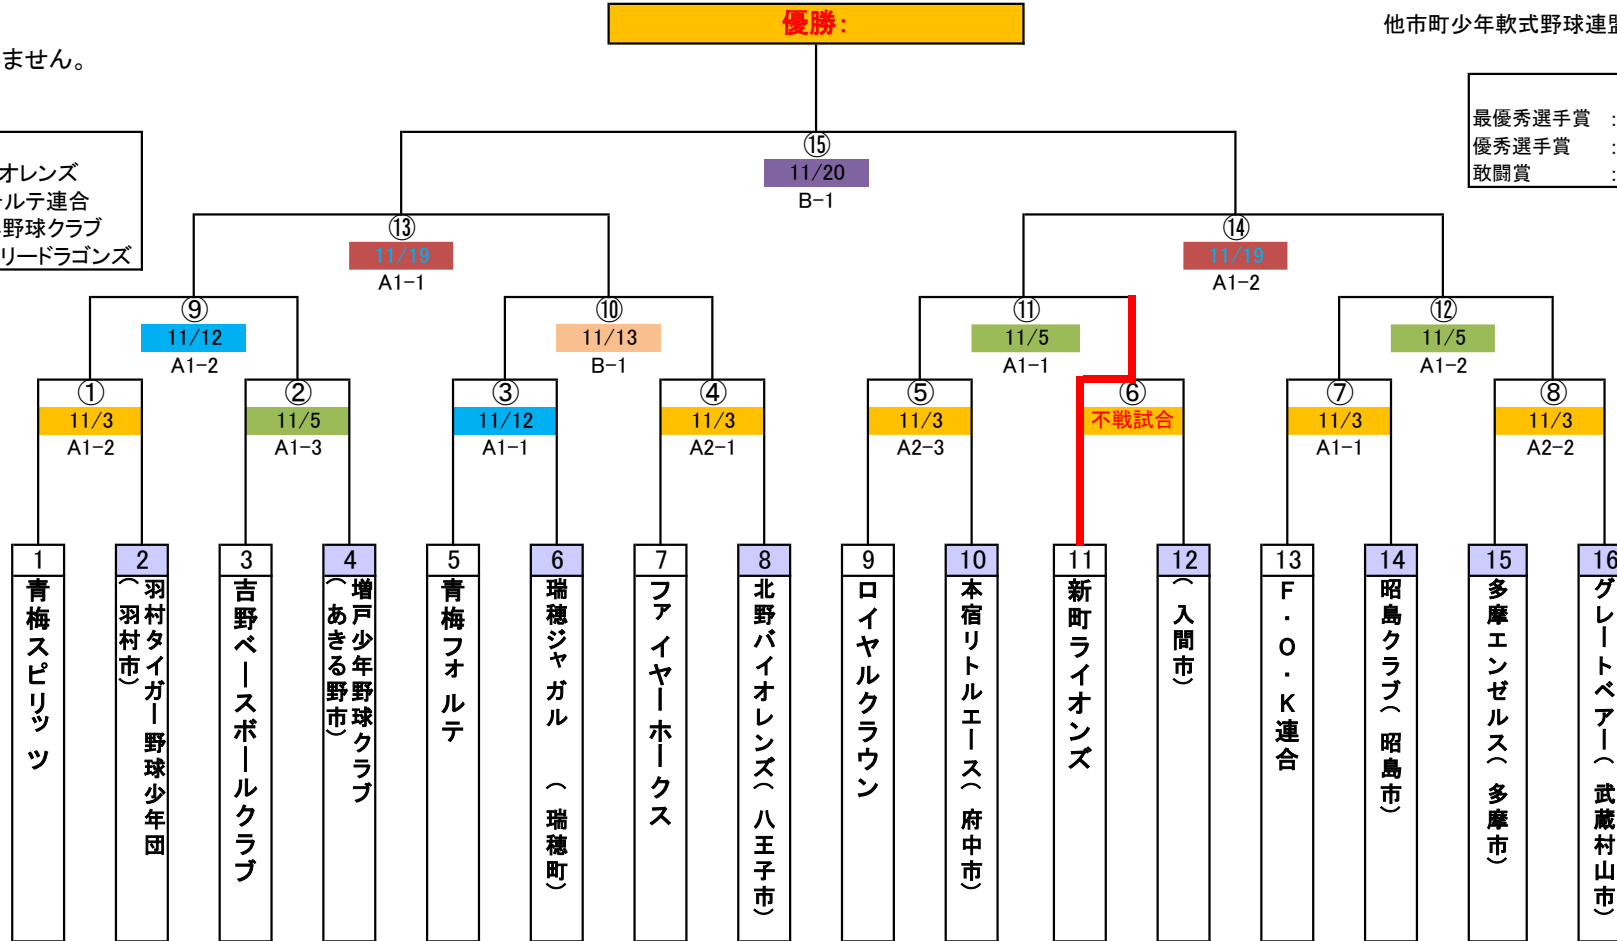 優勝：
他市町少年軟式野球連盟
ません。
最優秀選手賞　：
優秀選手賞　：
敢闘賞　：
オレンズ
ルテ連合
野球クラブ
リードラゴンズ
⑮
11/20
B-1
⑬
11/19
A1-1
⑭
11/19
A1-2
⑨
11/12
A1-2
⑩
11/13
B-1
⑪
11/5
A1-1
⑫
11/5
A1-2
①
11/3
A1-2
②
11/5
A1-3
③
11/12
A1-1
④
11/3
A2-1
⑤
11/3
A2-3
⑥
不戦試合
⑦
11/3
A1-1
⑧
11/3
A2-2
1
青梅スピリッツ
2
羽村タイガー野球少年団
（羽村市）
3
吉野ベースボールクラブ
4
増戸少年野球クラブ
（あきる野市）
5
青梅フォルテ
6
瑞穂ジャガル　（瑞穂町）
7
ファイヤーホークス
8
北野バイオレンズ（八王子市）
9
ロイヤルクラウン
10
本宿リトルエース（府中市）
11
新町ライオンズ
12
（入間市）
13
F・O・K連合
14
昭島クラブ（昭島市）
15
多摩エンゼルス（多摩市）
16
グレートベアー（武蔵村山市）